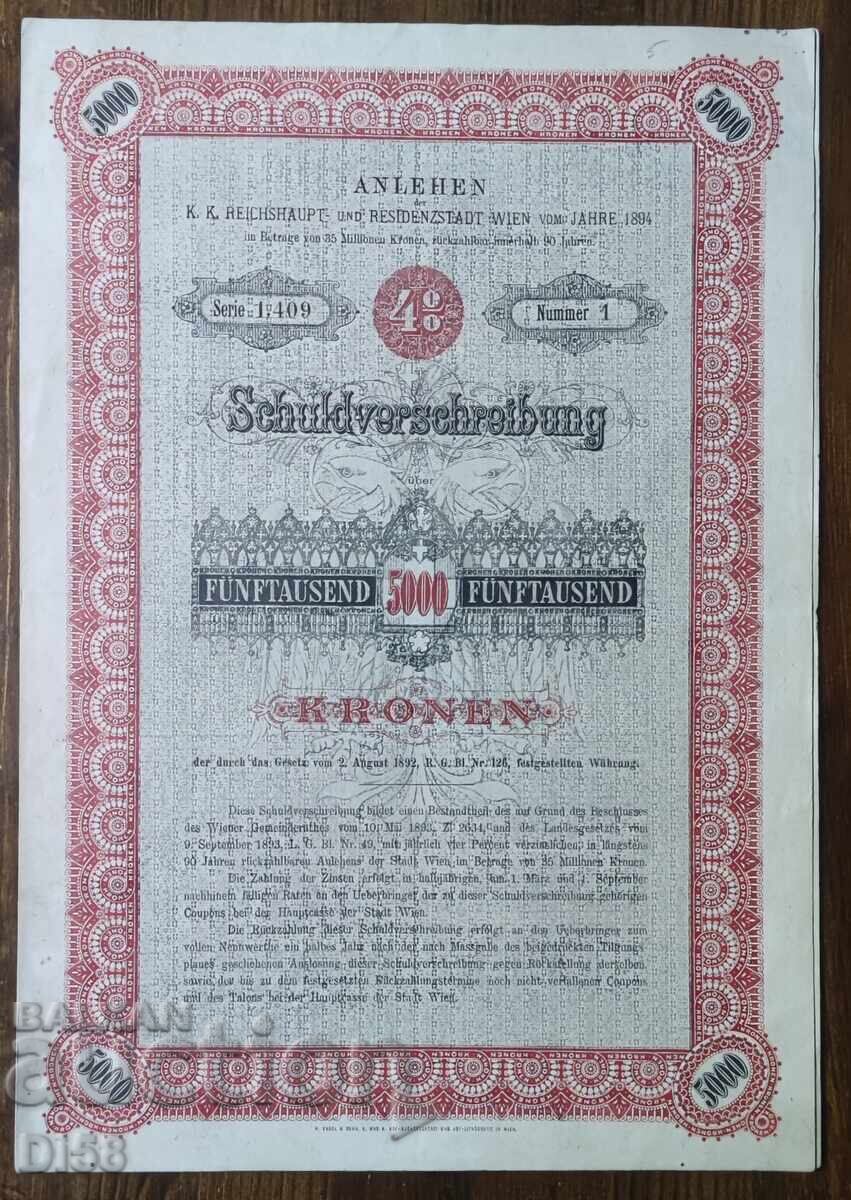 5
5000
5000
ANLEHEN
der
K. K. REICHSHAUPT- UND RESIDENZSTADT WIEN VOM JAHRE 1894
im Betrage von 35 Millionen Kronen, rückzahlbar innerhalb 90 Jahren.
Serie 1,409
4%
Nummer 1
Schuldverschreibung
über
FÜNFTAUSEND 5000 FÜNFTAUSEND
KRONEN
der durch das Gesetz vom 2. August 1892, R. G. Bl. Nr. 126, festgestellten Währung.
Diese Schuldverschreibung bildet einen Bestandtheil des auf Grund des Beschlusses
des Wiener Gemeinderathes vom 10. Mai 1893, Z. 2634, und des Landesgesetzes vom
9. September 1893, L. G. Bl. Nr. 49, mit jährlich vier Percent verzinslichen, in längstens
90 Jahren rückzahlbaren Anlehens der Stadt Wien im Betrage von 35 Millionen Kronen.
Die Zahlung der Zinsen erfolgt in halbjährigen, am 1. März und 1. September
nachhinein fälligen Raten an den Ueberbringer der zu dieser Schuldverschreibung gehörigen
Coupons bei der Hauptcasse der Stadt Wien.
Die Rückzahlung dieser Schuldverschreibung erfolgt an den Ueberbringer zum
vollen Nennwerthe ein halbes Jahr nach der nach Massgabe des beigedruckten Tilgungs-
planes geschehenen Auslosung dieser Schuldverschreibung gegen Rückstellung derselben
sowie der bis zu dem festgesetzten Rückzahlungstermine noch nicht verfallenen Coupons
und des Talons bei der Hauptcasse der Stadt Wien.
5000
5000
BALKAN
auction
D158